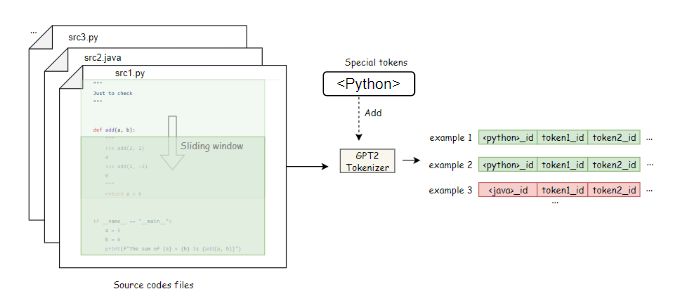 ...
src3.py
src2.java
src1.py
"""
Just to check
"""
def add(a, b):
"""
>>> add(1, 2)
3
>>> add(2, -2)
0
"""
return a + b
if __name__ == "__main__":
a = 1
b = 4
print(f"The sum of {a} + {b} is {add(a, b)}")
Sliding window
Source codes files
Special tokens
<Python>
Add
GPT2
Tokenizer
example 1 <python>_id token1_id token2_id ...
example 2 <python>_id token1_id token2_id ...
example 3 <java>_id token1_id token2_id ...
...